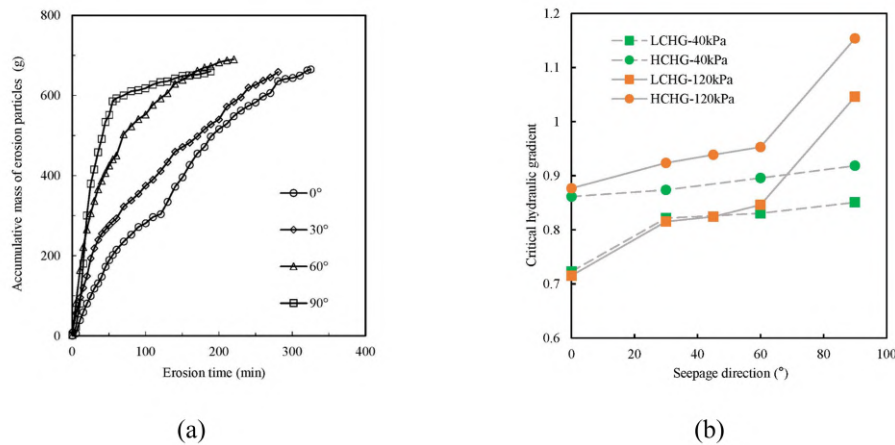 800
600
400
200
0
0 100 200 300 400
Accumulative mass of erosion particles (g)
Erosion time (min)
0°
30°
60°
90°
(a)
1.2
1.1
1
0.9
0.8
0.7
0.6
0 20 40 60 80 100
Critical hydraulic gradient
Seepage direction (°)
LCHG-40kPa
HCHG-40kPa
LCHG-120kPa
HCHG-120kPa
(b)